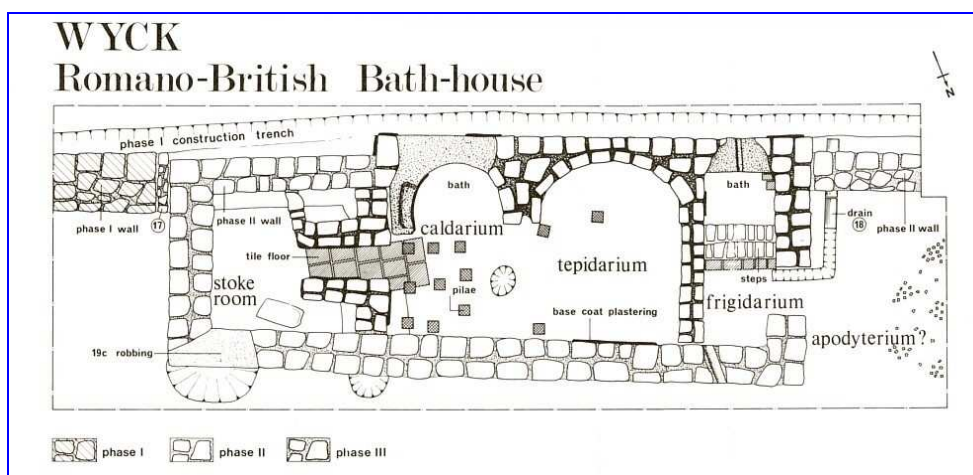 WYCK
Romano-British Bath-house
N
phase I construction trench
bath
bath
phase I wall
17
phase II wall
caldarium
drain
18
phase II wall
tile floor
tepidarium
steps
stoke
room
pilae
frigidarium
base coat plastering
apodyterium?
19c robbing
phase I
phase II
phase III